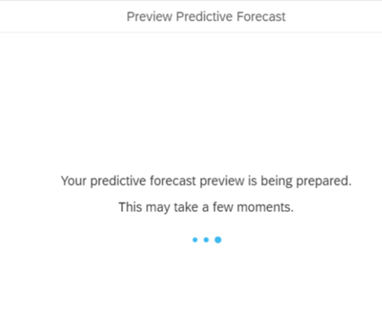 Preview Predictive Forecast
Your predictive forecast preview is being prepared.
This may take a few moments.